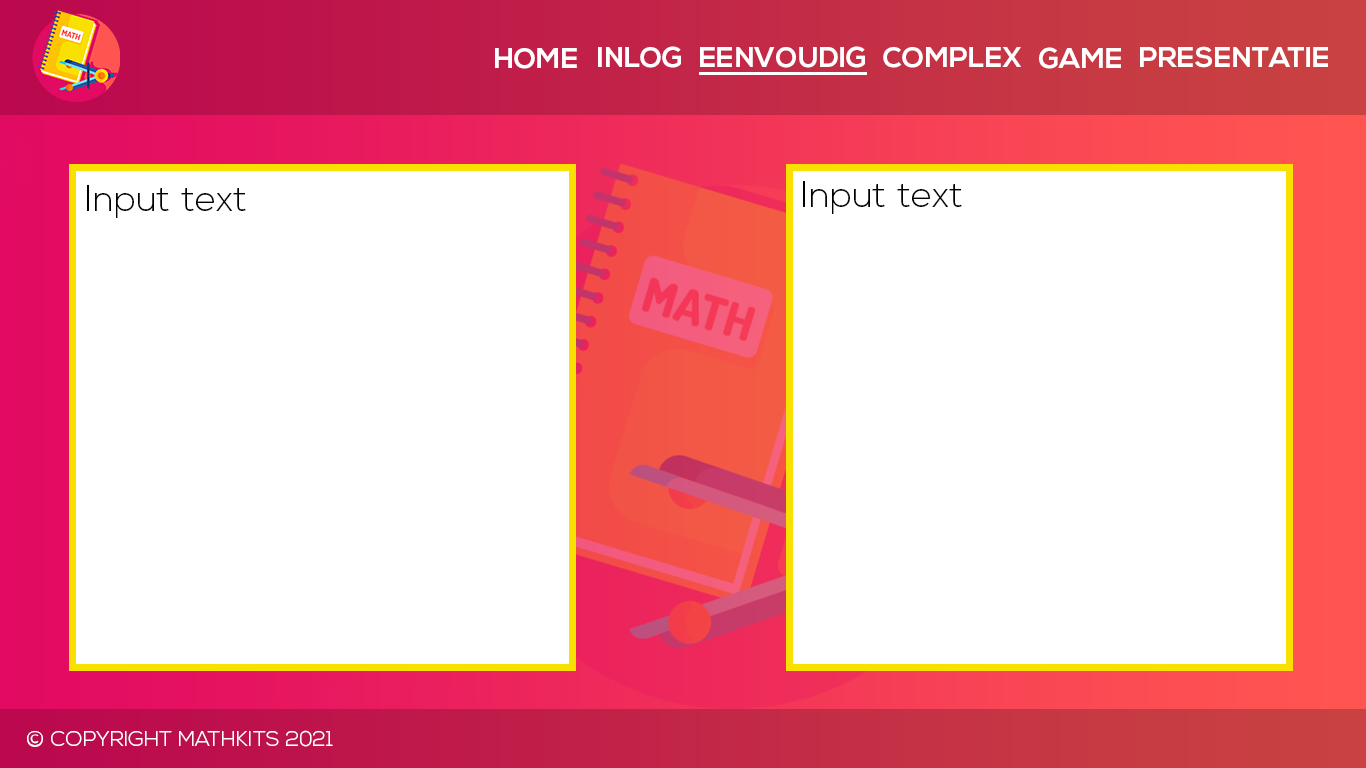 MATH
HOME INLOG EENVOUDIG COMPLEX GAME PRESENTATIE
Input text
Input text
MATH
© COPYRIGHT MATHKITS 2021